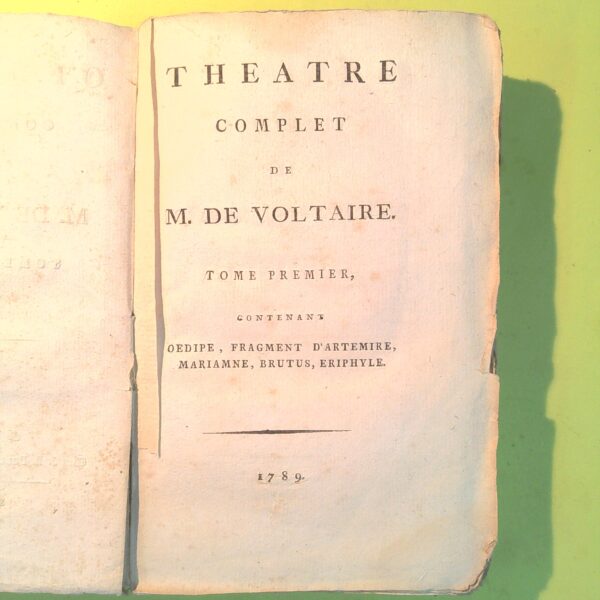 THEATRE
COMPLET
DE
M. DE VOLTAIRE.
TOME PREMIER,
CONTENANT
OEDIPE, FRAGMENT D'ARTEMIRE,
MARIAMNE, BRUTUS, ERIPHYLE.
1789.